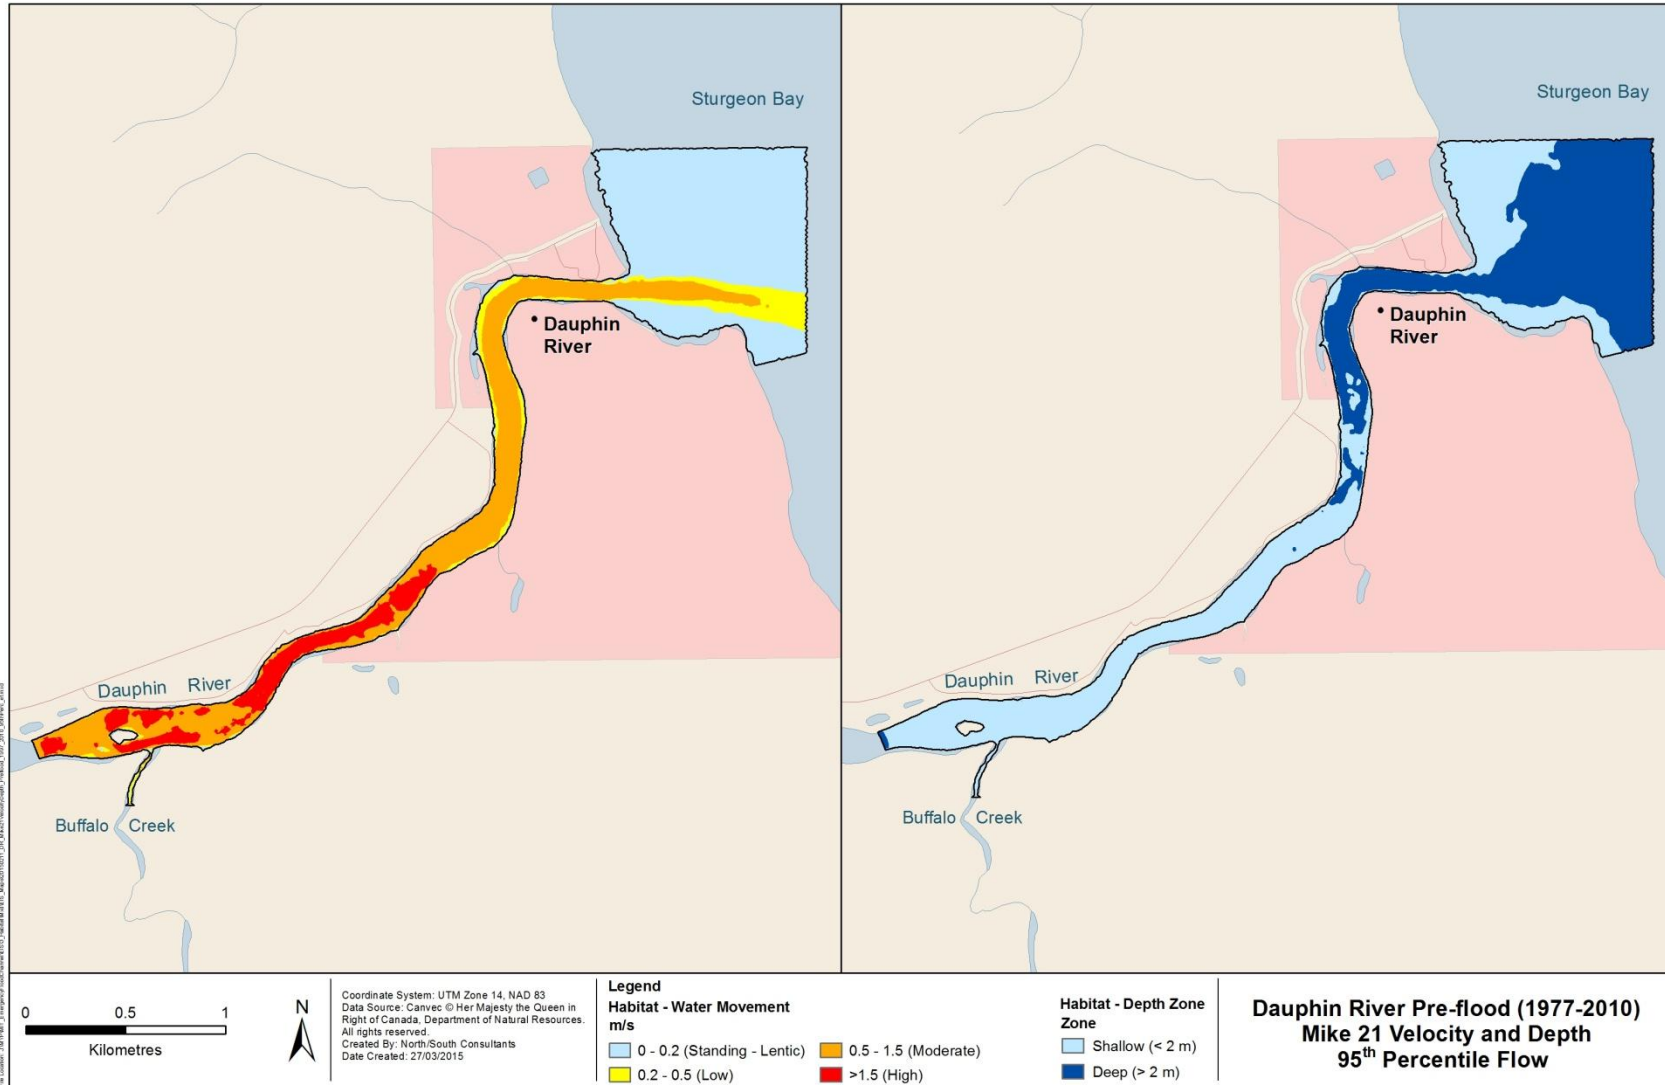 Sturgeon Bay
Dauphin
River
Dauphin River
Buffalo Creek
Sturgeon Bay
Dauphin
River
Dauphin River
Buffalo Creek
0 0.5 1
Kilometres
N
Coordinate System: UTM Zone 14, NAD 83
Data Source: Canvec © Her Majesty the Queen in
Right of Canada, Department of Natural Resources.
All rights reserved.
Created By: North/South Consultants
Date Created: 27/03/2015
Legend
Habitat - Water Movement
m/s
0 - 0.2 (Standing - Lentic)
0.2 - 0.5 (Low)
0.5 - 1.5 (Moderate)
>1.5 (High)
Habitat - Depth Zone
Zone
Shallow (< 2 m)
Deep (> 2 m)
Dauphin River Pre-flood (1977-2010)
Mike 21 Velocity and Depth
95th Percentile Flow